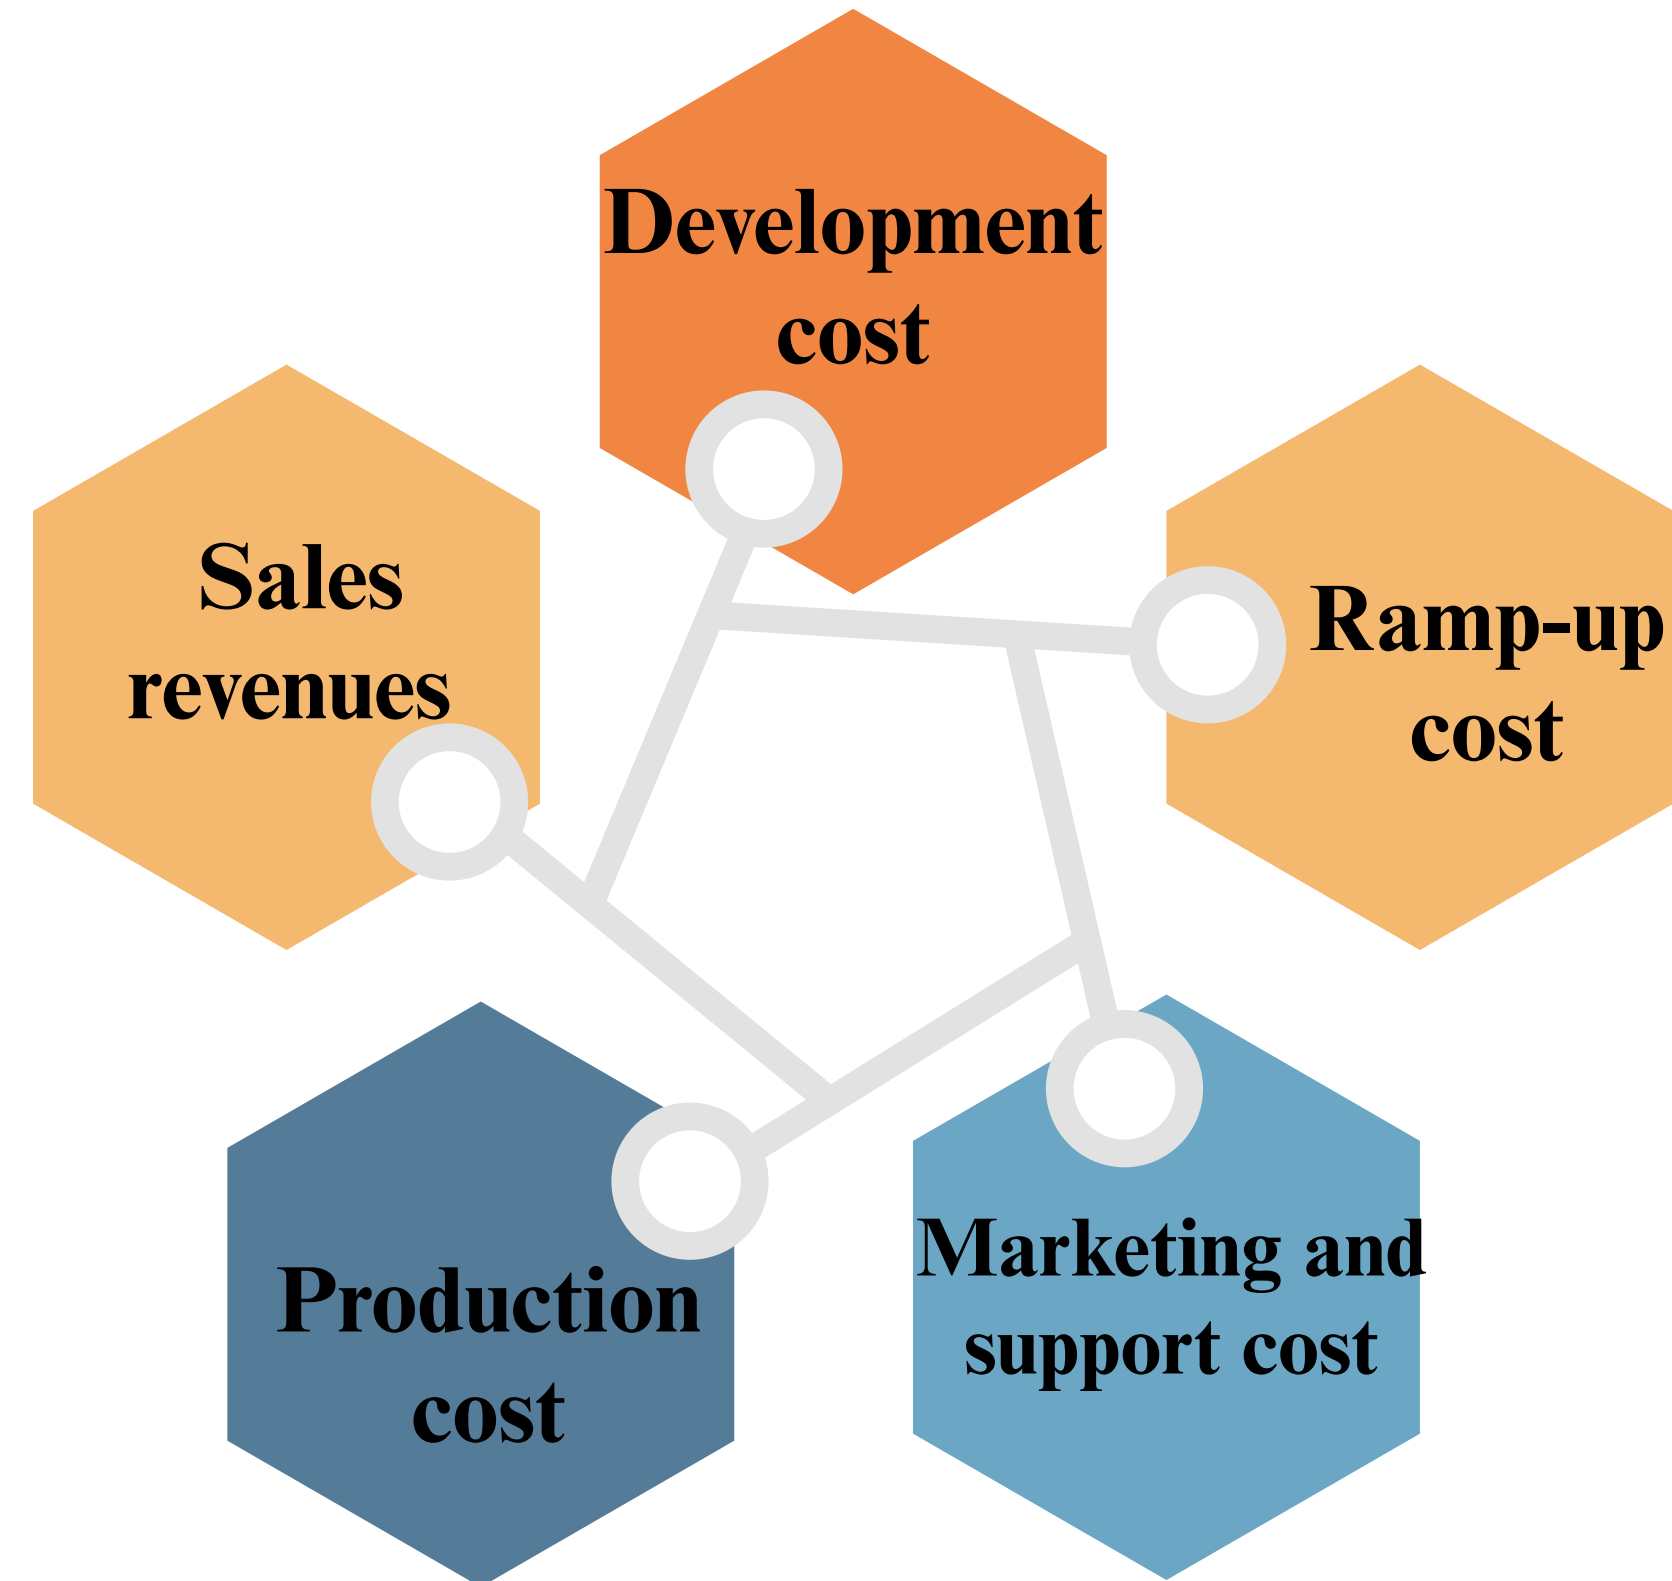 Development
cost
Sales
revenues
Ramp-up
cost
Production
cost
Marketing and
support cost